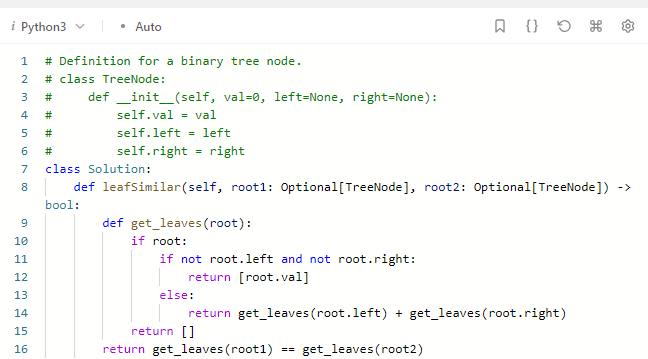 i Python3 • Auto
1 # Definition for a binary tree node.
2 # class TreeNode:
3 #     def __init__(self, val=0, left=None, right=None):
4 #         self.val = val
5 #         self.left = left
6 #         self.right = right
7 class Solution:
8     def leafSimilar(self, root1: Optional[TreeNode], root2: Optional[TreeNode]) ->
bool:
9         def get_leaves(root):
10             if root:
11                 if not root.left and not root.right:
12                     return [root.val]
13                 else:
14                     return get_leaves(root.left) + get_leaves(root.right)
15             return []
16         return get_leaves(root1) == get_leaves(root2)